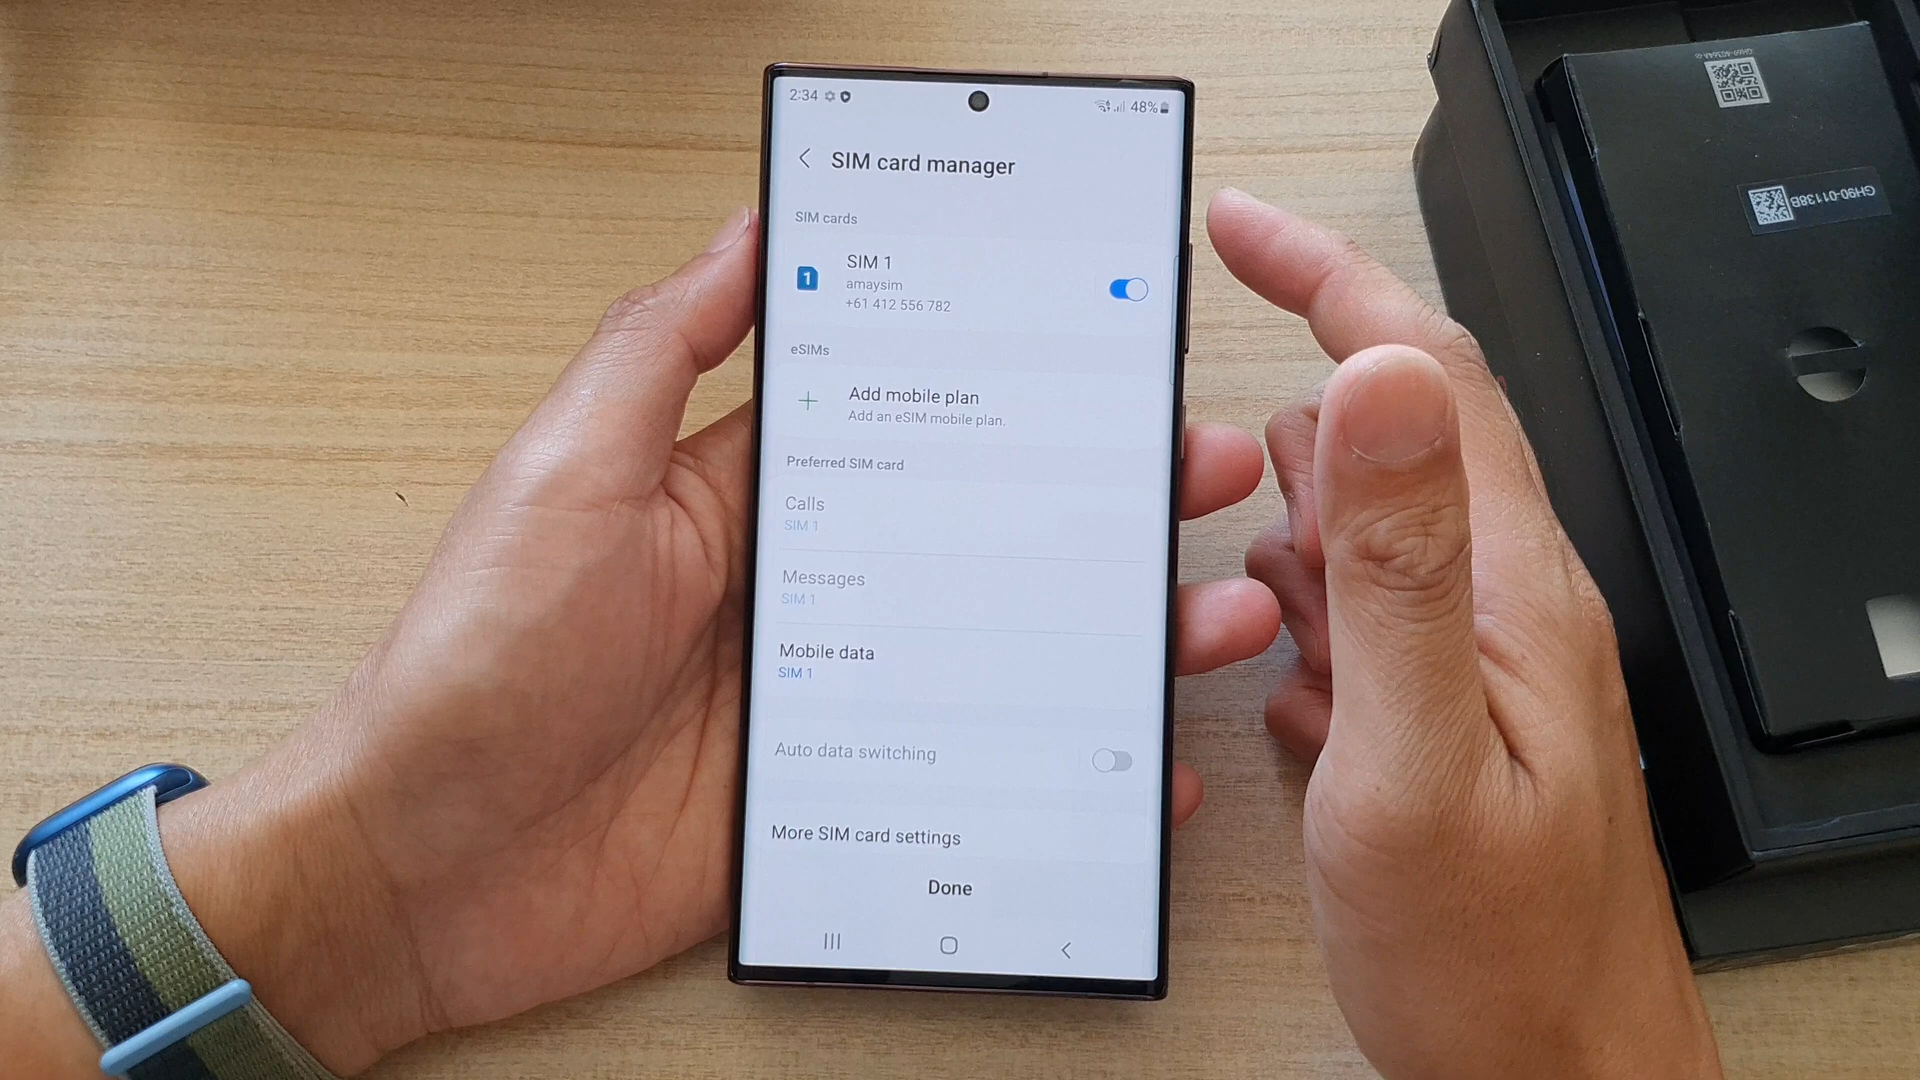 2:34
48%
SIM card manager
SIM cards
1
SIM 1
amaysim
+61 412 556 782
eSIMs
Add mobile plan
Add an eSIM mobile plan.
Preferred SIM card
Calls
SIM 1
Messages
SIM 1
Mobile data
SIM 1
Auto data switching
More SIM card settings
Done
GH90-01138B